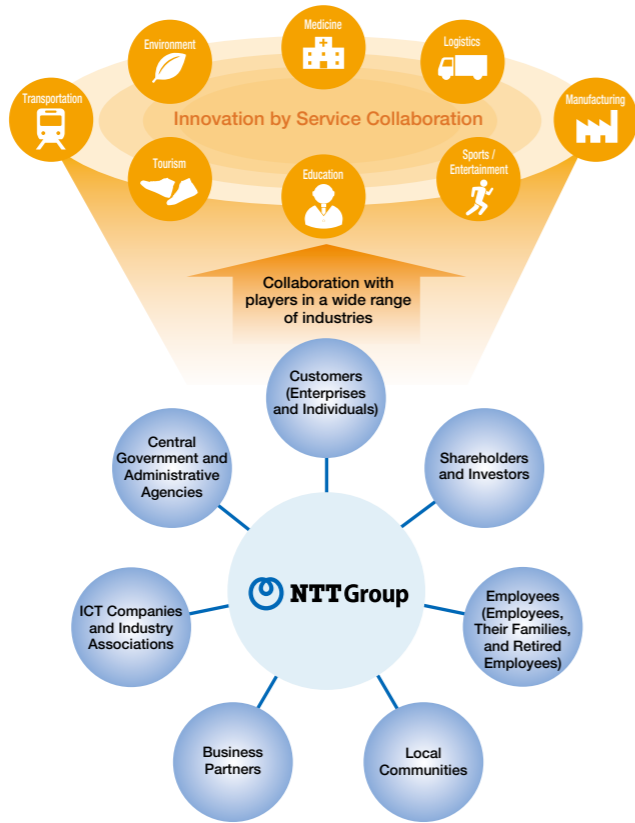 Medicine
Environment
Logistics
Transportation
Manufacturing
Innovation by Service Collaboration
Tourism
Education
Sports /
Entertainment
Collaboration with
players in a wide range
of industries
Customers
(Enterprises
and Individuals)
Central
Government and
Administrative
Agencies
Shareholders
and Investors
NTT Group
ICT Companies
and Industry
Associations
Employees
(Employees,
Their Families,
and Retired
Employees)
Business
Partners
Local
Communities